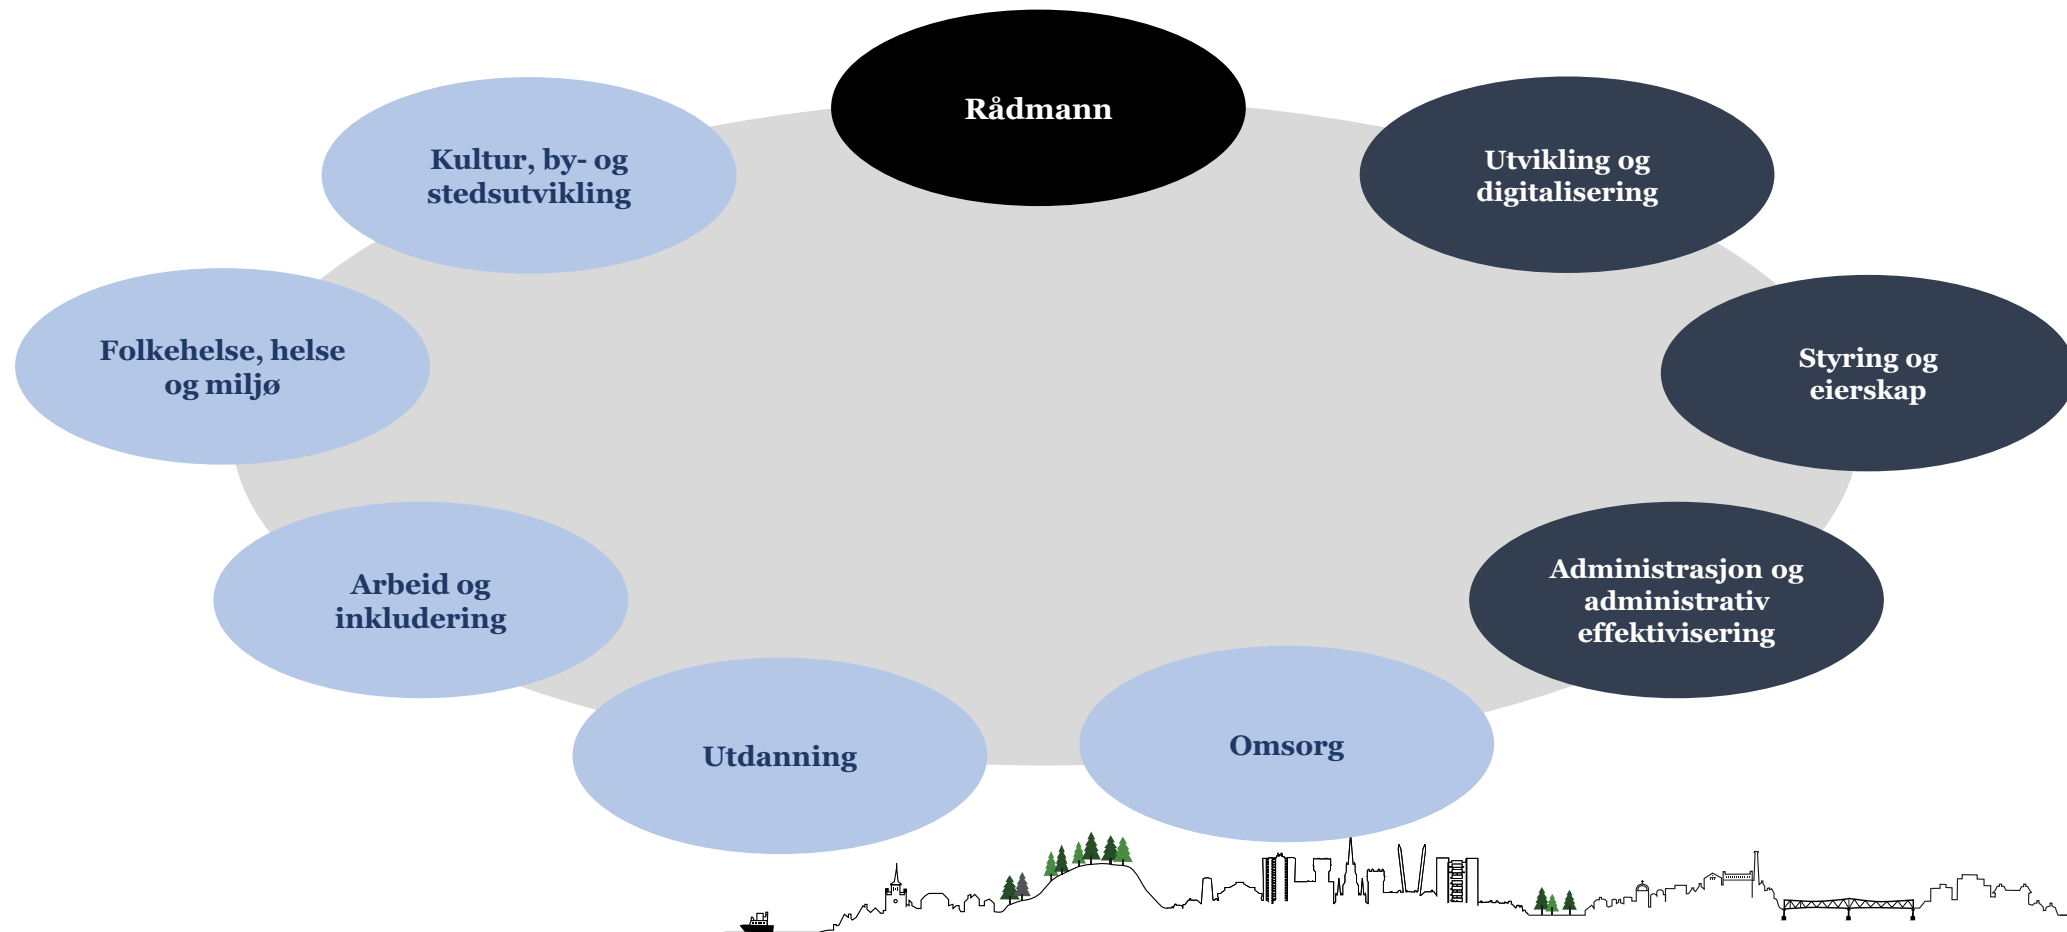 Rådmann
Kultur, by- og
stedsutvikling
Utvikling og
digitalisering
Folkehelse, helse
og miljø
Styring og
eierskap
Arbeid og
inkludering
Administrasjon og
administrativ
effektivisering
Utdanning
Omsorg